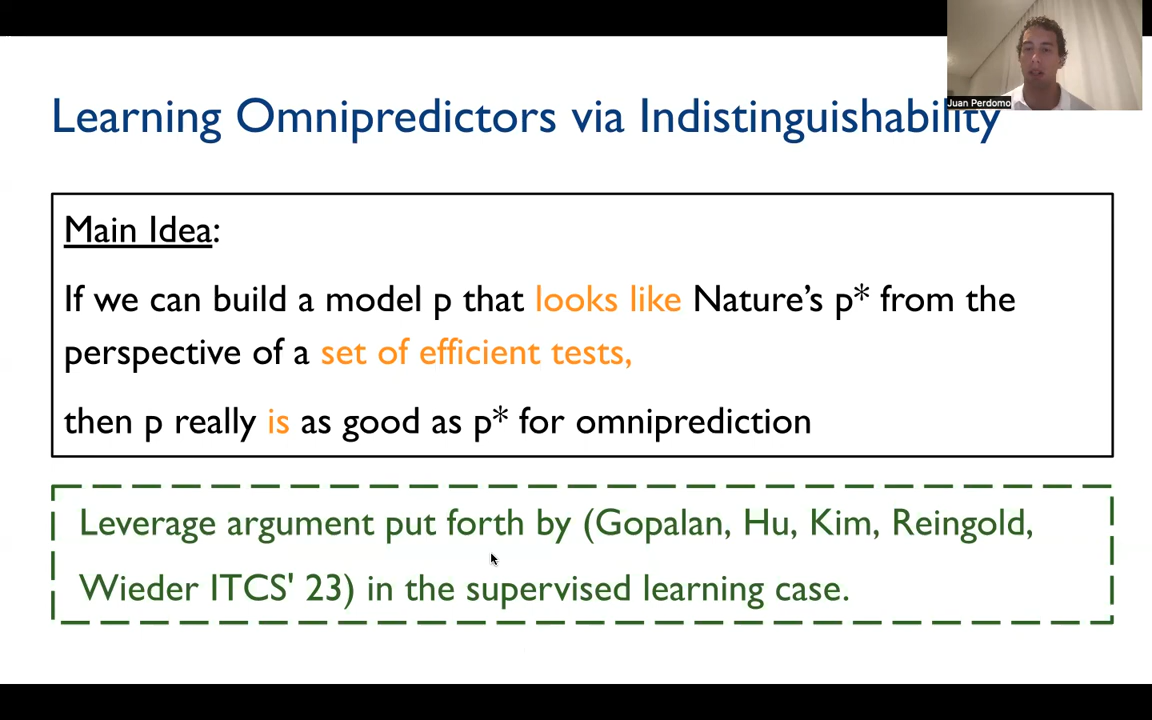 Juan Perdomo
Learning Omnipredictors via Indistinguishability
Main Idea:
If we can build a model p that looks like Nature's p* from the
perspective of a set of efficient tests,
then p really is as good as p* for omniprediction
Leverage argument put forth by (Gopalan, Hu, Kim, Reingold,
Wieder ITCS' 23) in the supervised learning case.